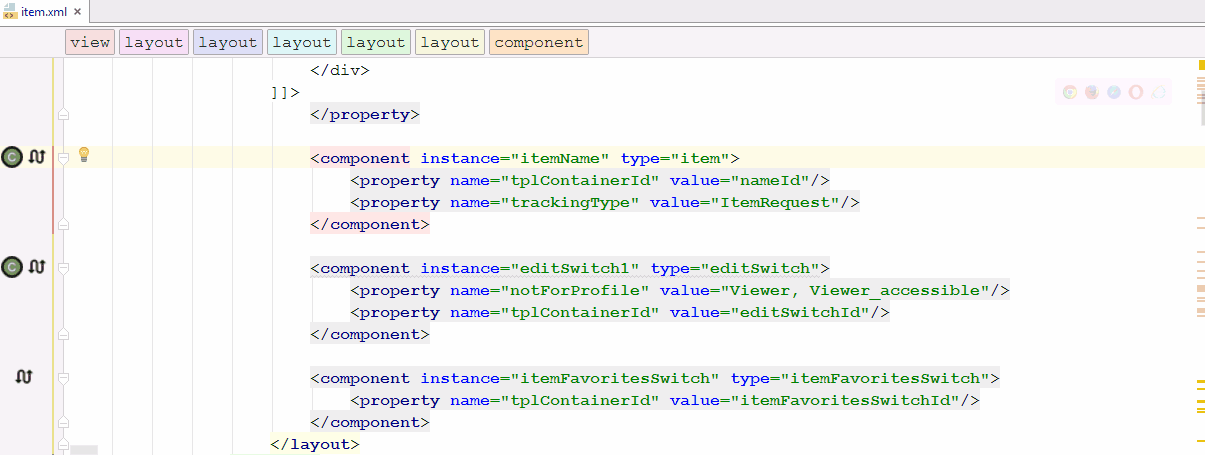 item.xml ×
view layout layout layout layout layout component
</div>
]]>
</property>
<component instance="itemName" type="item">
<property name="tplContainerId" value="nameId"/>
<property name="trackingType" value="ItemRequest"/>
</component>
<component instance="editSwitch1" type="editSwitch">
<property name="notForProfile" value="Viewer, Viewer_accessible"/>
<property name="tplContainerId" value="editSwitchId"/>
</component>
<component instance="itemFavoritesSwitch" type="itemFavoritesSwitch">
<property name="tplContainerId" value="itemFavoritesSwitchId"/>
</component>
</layout>